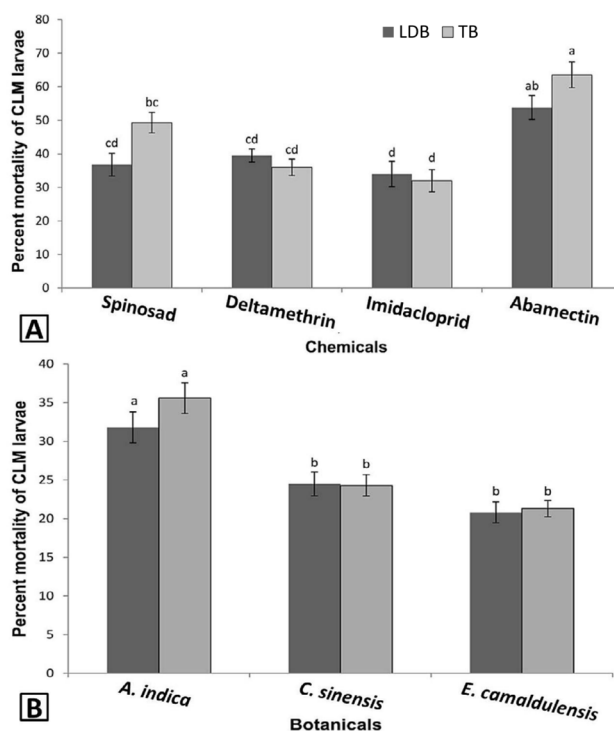 LDB TB
Percent mortality of CLM larvae
80
70
60
50
40
30
20
10
0
cd
bc
cd
cd
d
d
ab
a
Spinosad
Deltamethrin
Imidacloprid
Abamectin
A
Chemicals
Percent mortality of CLM larvae
40
35
30
25
20
15
10
5
0
a
a
b
b
b
b
A. indica
C. sinensis
E. camaldulensis
B
Botanicals